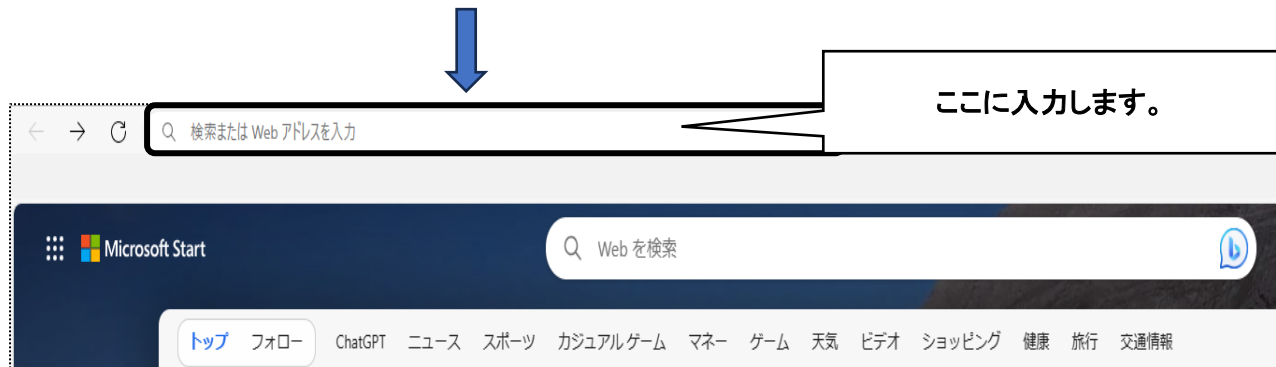 ここに入力します。
検索または Web アドレスを入力
Microsoft Start
Web を検索
トップ フォロー ChatGPT ニュース スポーツ カジュアルゲーム マネー ゲーム 天気 ビデオ ショッピング 健康 旅行 交通情報